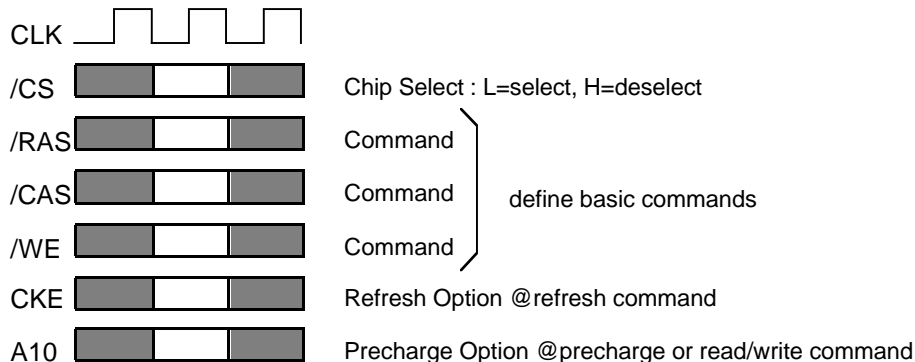 CLK
/CS Chip Select : L=select, H=deselect
/RAS Command
/CAS Command define basic commands
/WE Command
CKE Refresh Option @refresh command
A10 Precharge Option @precharge or read/write command